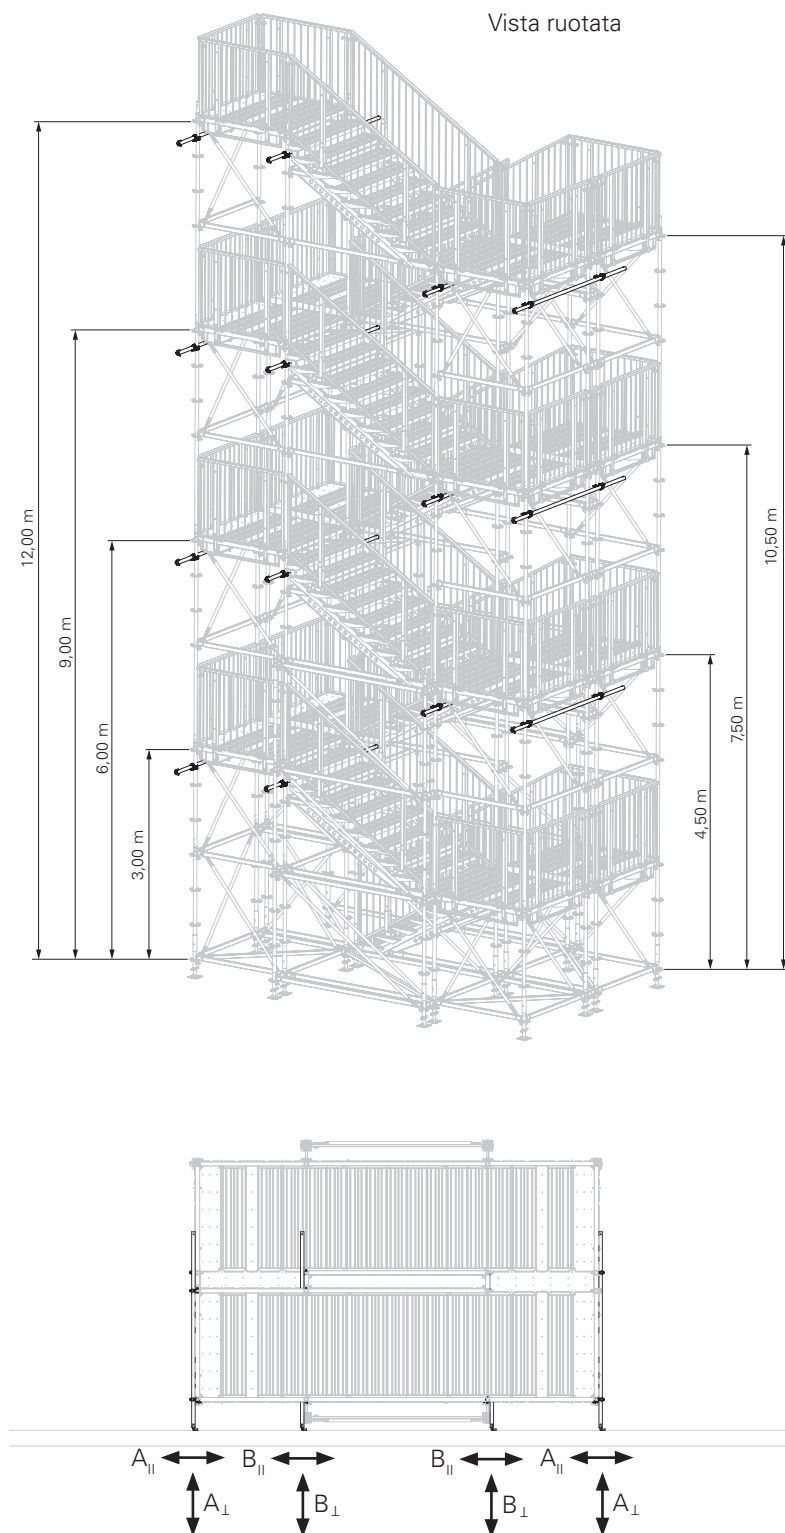 Vista ruotata
12,00 m
9,00 m
6,00 m
3,00 m
4,50 m
7,50 m
10,50 m
A|| B|| B|| A||
A⊥ B⊥ B⊥ A⊥